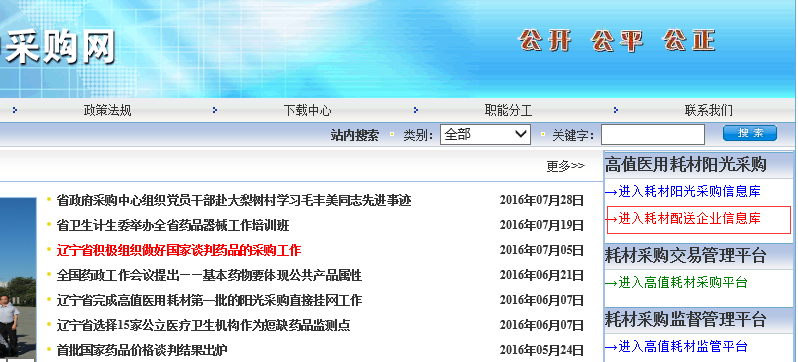 采购网
公开 公平 公正
政策法规 下载中心 职能分工 联系我们
站内搜索 类别： 全部 关键字： 搜 索
更多>>
省政府采购中心组织党员干部赴大梨树村学习毛丰美同志先进事迹 2016年07月28日
省卫生计生委举办全省药品器械工作培训班 2016年07月19日
辽宁省积极组织做好国家谈判药品的采购工作 2016年07月05日
全国药政工作会议提出－－基本药物要体现公共产品属性 2016年06月21日
辽宁省完成高值医用耗材第一批的阳光采购直接挂网工作 2016年06月07日
辽宁省选择15家公立医疗卫生机构作为短缺药品监测点 2016年06月07日
首批国家药品价格谈判结果出炉 2016年05月24日
高值医用耗材阳光采购
→进入耗材阳光采购信息库
→进入耗材配送企业信息库
耗材采购交易管理平台
→进入高值耗材采购平台
耗材采购监督管理平台
→进入高值耗材监管平台